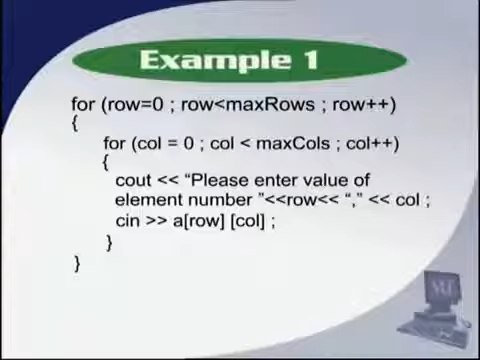 Example 1
for (row=0 ; row<maxRows ; row++)
{
for (col = 0 ; col < maxCols ; col++)
{
cout << “Please enter value of
element number ”<<row<< “,” << col ;
cin >> a[row] [col] ;
}
}
VU